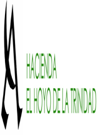 HACIENDA
EL HOYO DE LA TRINIDAD